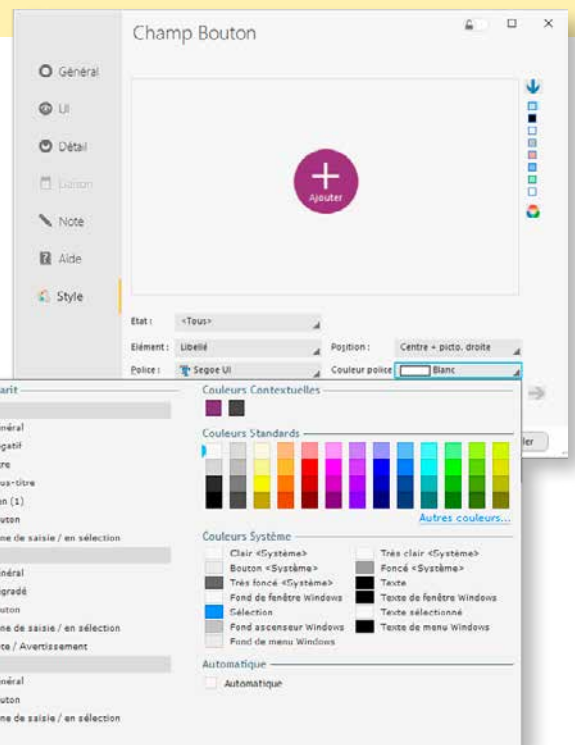 Champ Bouton
Général
UI
Détail
Liaison
Note
Aide
Style
Ajouter
Etat :
<Tous>
Elément :
Libellé
Position :
Centre + picto. droite
Police :
Segoe UI
Couleur police
Blanc
Couleurs Contextuelles
Couleurs Standards
Autres couleurs...
Couleurs Système
Clair <Système>
Très clair <Système>
Bouton <Système>
Foncé <Système>
Très foncé <Système>
Texte
Fond de fenêtre Windows
Texte de fenêtre Windows
Sélection
Texte sélectionné
Fond ascenseur Windows
Texte de menu Windows
Fond de menu Windows
Automatique
Automatique
arit
néral
gatif
re
us-titre
on (1)
uton
ne de saisie / en sélection
néral
gradé
uton
ne de saisie / en sélection
te / Avertissement
néral
uton
ne de saisie / en sélection
ler